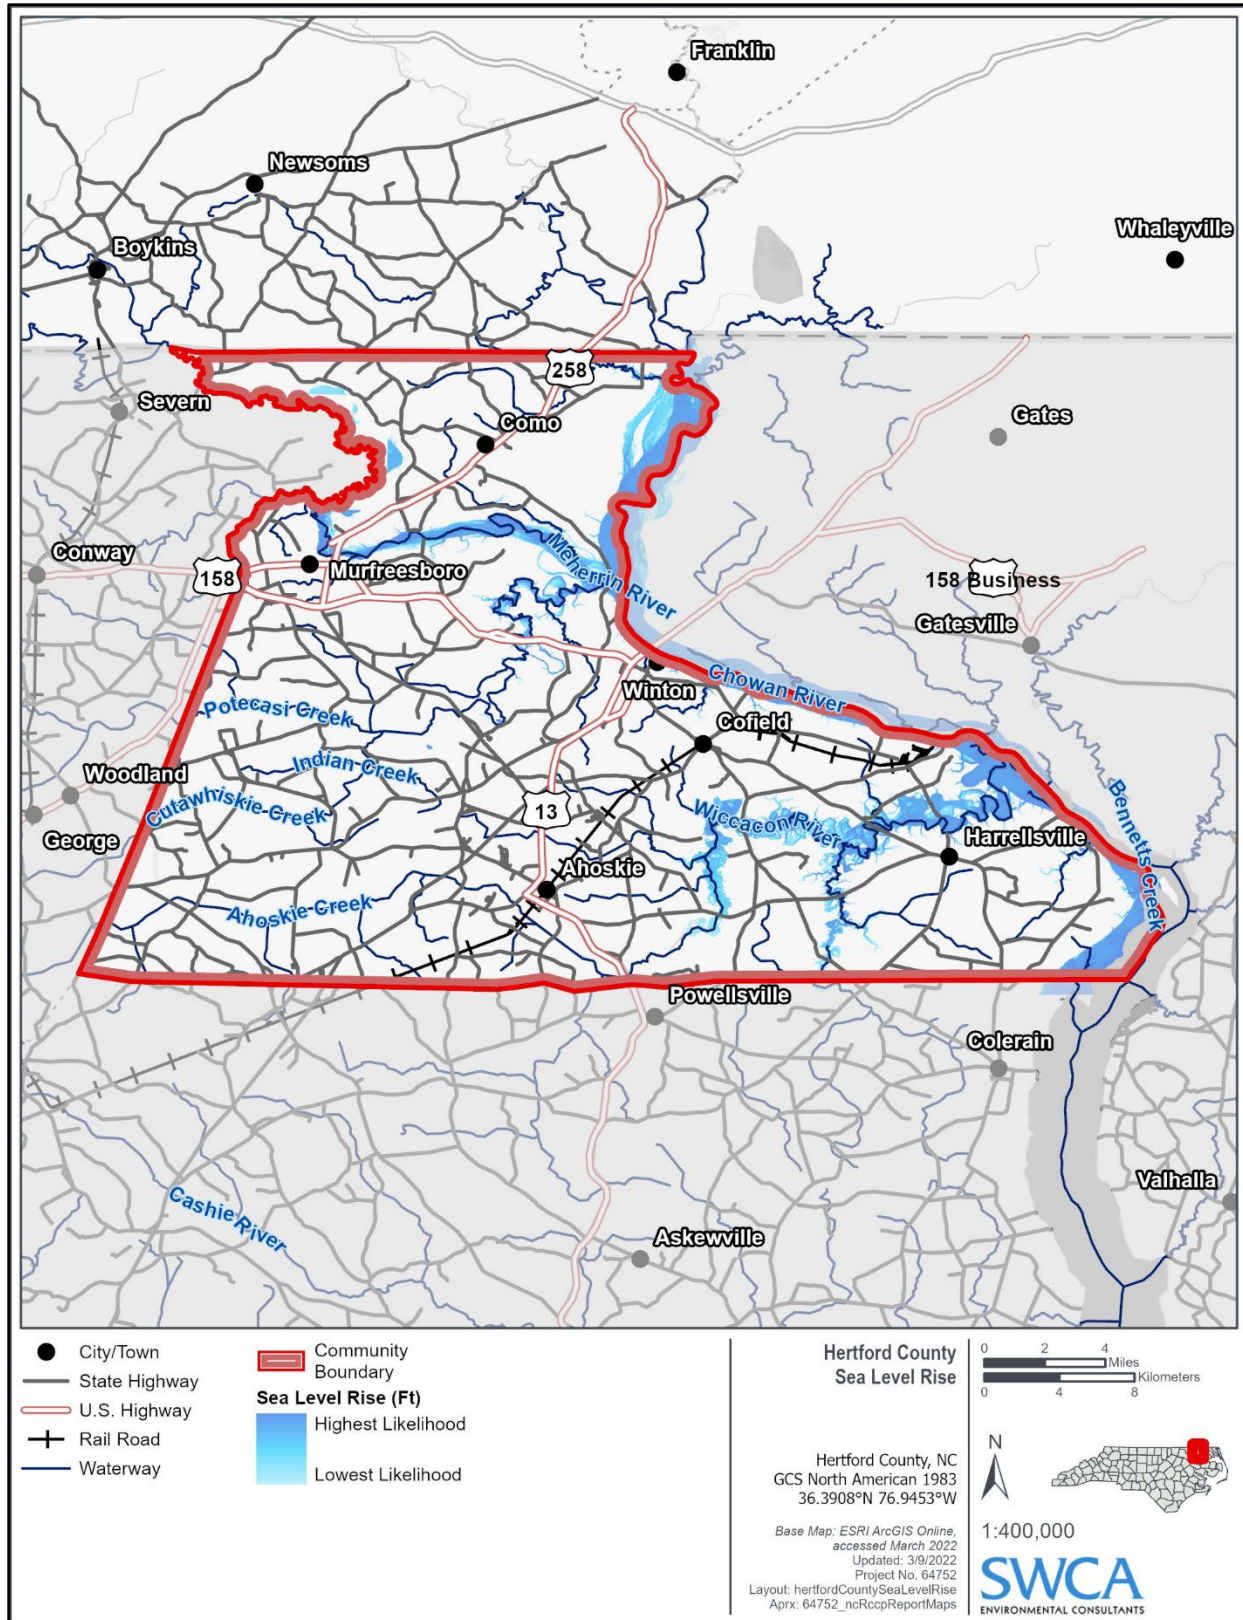 Franklin
Newsoms
Whaleyville
Boykins
258
Severn
Gates
Como
Conway
158
Murfreesboro
Meherrin River
158 Business
Gatesville
Winton
Chowan River
Potecasi Creek
Cofield
Indian Creek
Woodland
Cutawhiskie Creek
13
Wiccacon River
Bennetts Creek
George
Harrellsville
Ahoskie
Ahoskie Creek
Powellsville
Colerain
Valhalla
Cashie River
Askewville
City/Town
State Highway
U.S. Highway
Rail Road
Waterway
Community
Boundary
Sea Level Rise (Ft)
Highest Likelihood
Lowest Likelihood
Hertford County
Sea Level Rise
Hertford County, NC
GCS North American 1983
36.3908°N 76.9453°W
Base Map: ESRI ArcGIS Online,
accessed March 2022
Updated: 3/9/2022
Project No. 64752
Layout: hertfordCountySeaLevelRise
Aprx: 64752_ncRccpReportMaps
0 2 4
Miles
Kilometers
0 4 8
N
1:400,000
SWCA
ENVIRONMENTAL CONSULTANTS